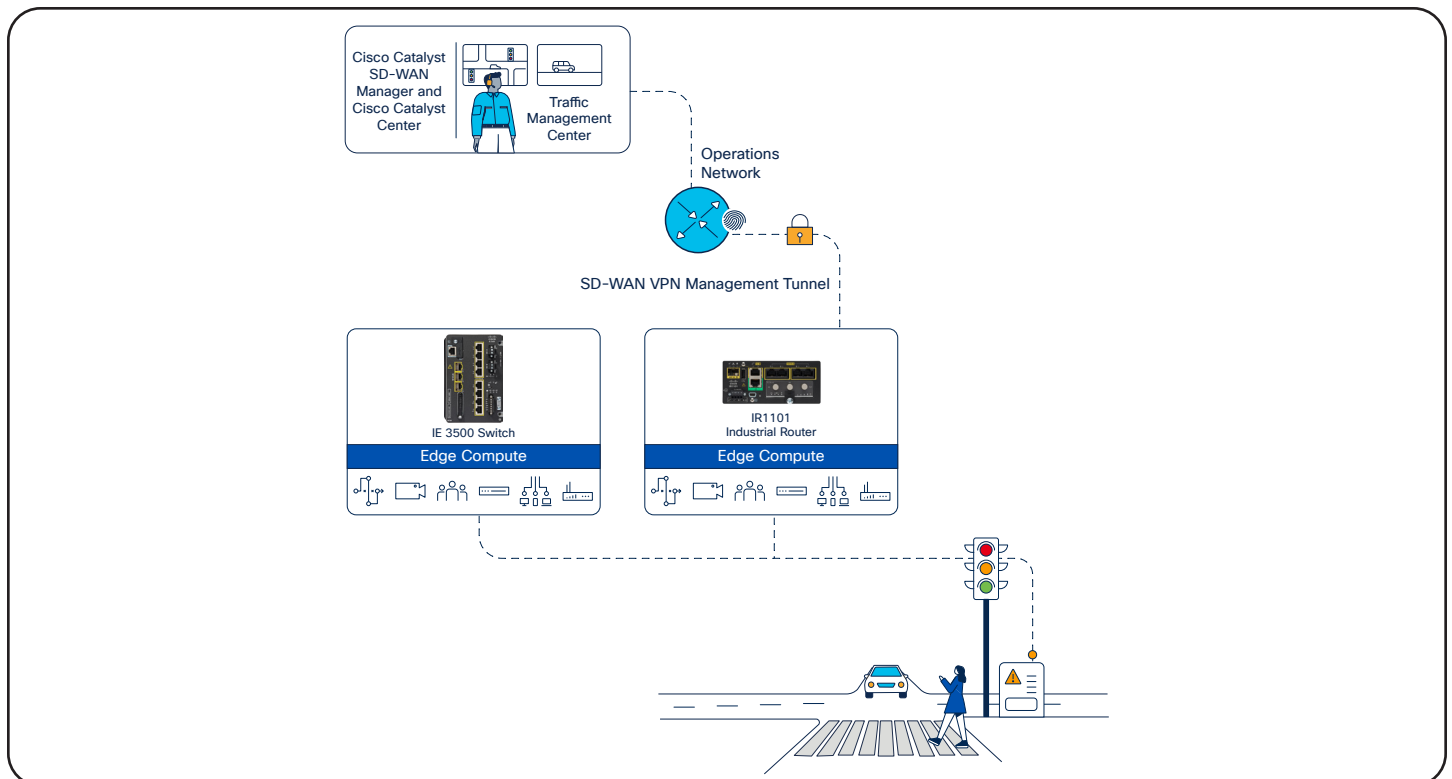 Cisco Catalyst
SD-WAN
Manager and
Cisco Catalyst
Center
Traffic
Management
Center
Operations
Network
SD-WAN VPN Management Tunnel
IE 3500 Switch
Edge Compute
IR1101
Industrial Router
Edge Compute